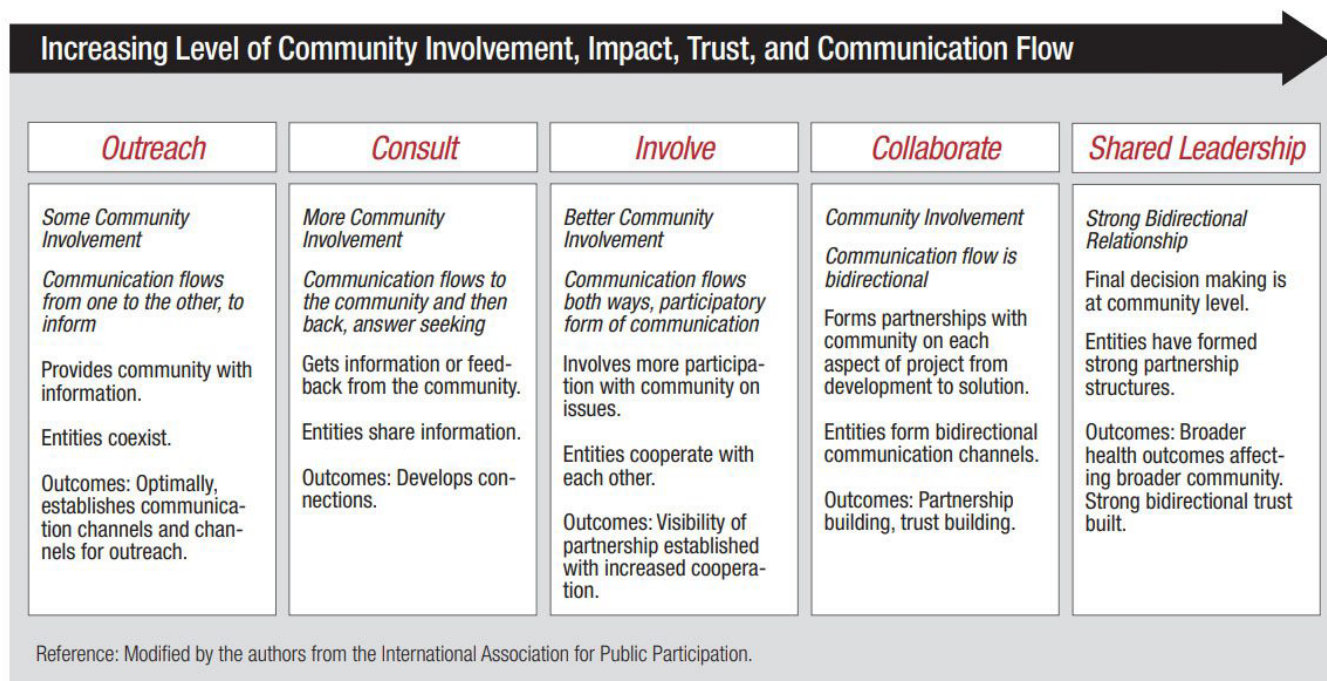 Increasing Level of Community Involvement, Impact, Trust, and Communication Flow
Outreach
Some Community
Involvement
Communication flows
from one to the other, to
inform
Provides community with
information.
Entities coexist.
Outcomes: Optimally,
establishes communica-
tion channels and chan-
nels for outreach.
Consult
More Community
Involvement
Communication flows to
the community and then
back, answer seeking
Gets information or feed-
back from the community.
Entities share information.
Outcomes: Develops con-
nections.
Involve
Better Community
Involvement
Communication flows
both ways, participatory
form of communication
Involves more participa-
tion with community on
issues.
Entities cooperate with
each other.
Outcomes: Visibility of
partnership established
with increased coopera-
tion.
Collaborate
Community Involvement
Communication flow is
bidirectional
Forms partnerships with
community on each
aspect of project from
development to solution.
Entities form bidirectional
communication channels.
Outcomes: Partnership
building, trust building.
Shared Leadership
Strong Bidirectional
Relationship
Final decision making is
at community level.
Entities have formed
strong partnership
structures.
Outcomes: Broader
health outcomes affect-
ing broader community.
Strong bidirectional trust
built.
Reference: Modified by the authors from the International Association for Public Participation.